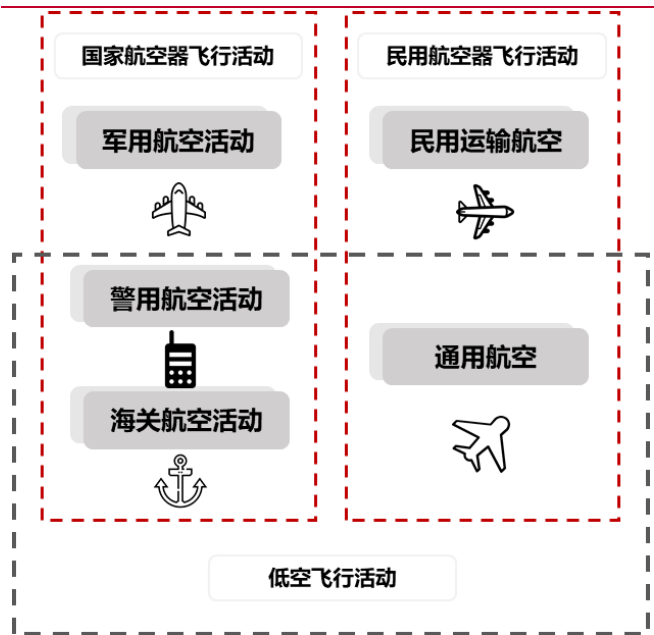 国家航空器飞行活动
民用航空器飞行活动
军用航空活动
民用运输航空
警用航空活动
通用航空
海关航空活动
低空飞行活动